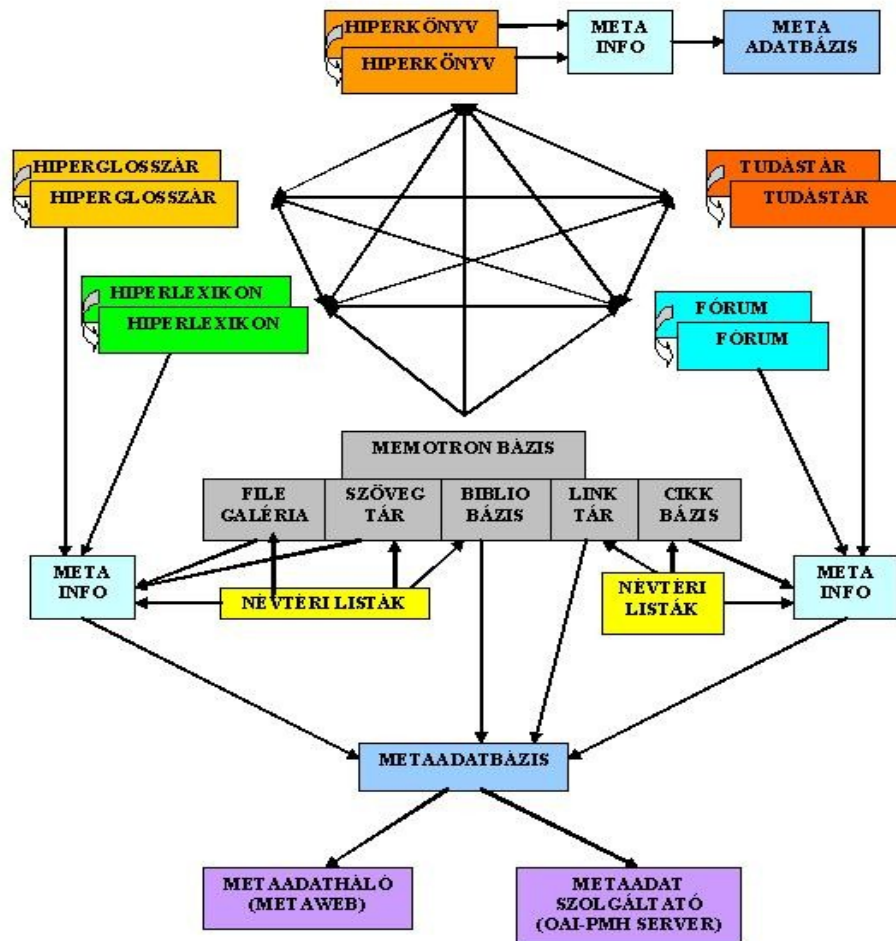 HIPERKÖNYV
HIPERKÖNYV
META
INFO
META
ADATBÁZIS
HIPERGLOSSZÁR
HIPERGLOSSZÁR
TUDÁSTÁR
TUDÁSTÁR
HIPERLEXIKON
HIPERLEXIKON
FÓRUM
FÓRUM
MEMOTRON BÁZIS
FILE
GALÉRIA
SZÖVEG
TÁR
BIBLIO
BÁZIS
LINK
TÁR
CIKK
BÁZIS
META
INFO
NÉVTÉRI LISTÁK
NÉVTÉRI
LISTÁK
META
INFO
METAADATBÁZIS
METAADATHÁLÓ
(METAWEB)
METAADAT
SZOLGÁLTATÓ
(OAI-PMH SERVER)